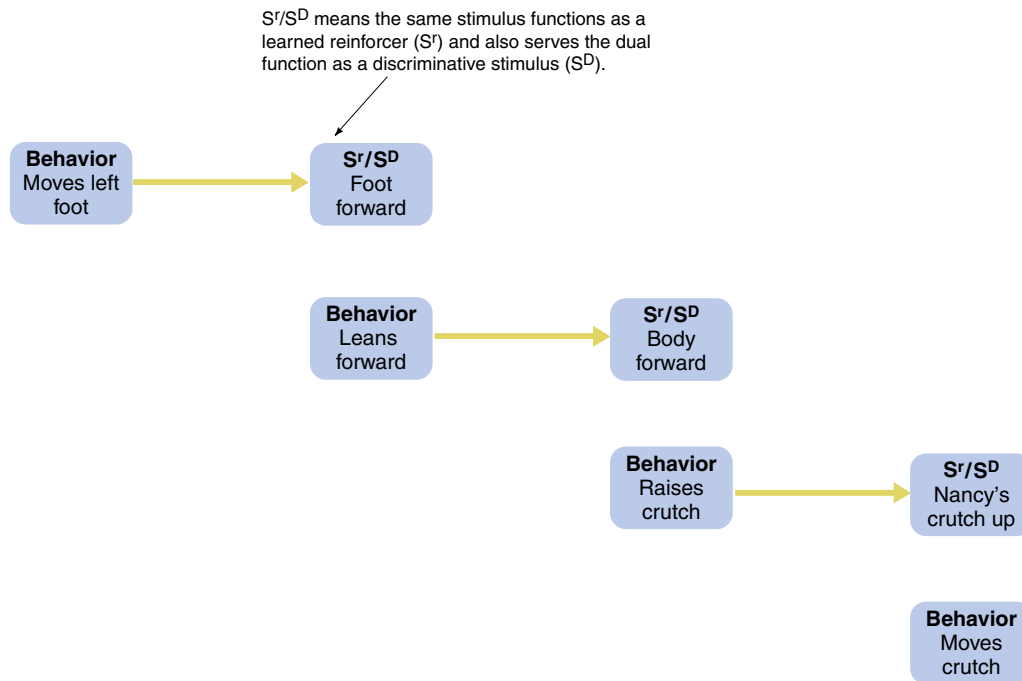 Sʳ/Sᴰ means the same stimulus functions as a
learned reinforcer (Sʳ) and also serves the dual
function as a discriminative stimulus (Sᴰ).
Behavior
Moves left
foot
Sʳ/Sᴰ
Foot
forward
Behavior
Leans
forward
Sʳ/Sᴰ
Body
forward
Behavior
Raises
crutch
Sʳ/Sᴰ
Nancy’s
crutch up
Behavior
Moves
crutch